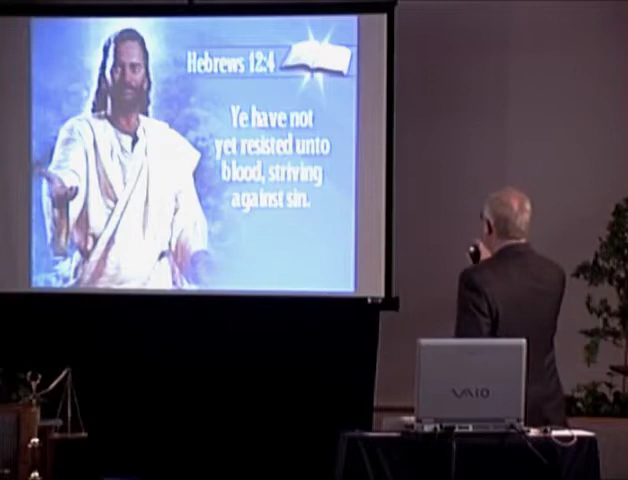 Hebrews 12:4
Ye have not
yet resisted unto
blood, striving
against sin.
VAIO